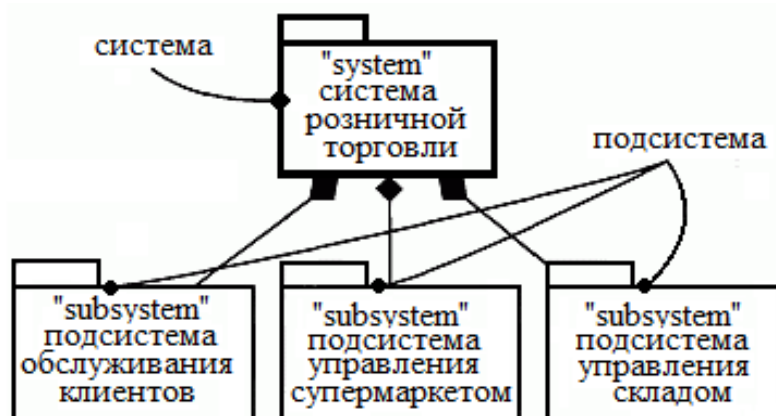 система
"system"
система
розничной
торговли
подсистема
"subsystem"
подсистема
обслуживания
клиентов
"subsystem"
подсистема
управления
супермаркетом
"subsystem"
подсистема
управления
складом